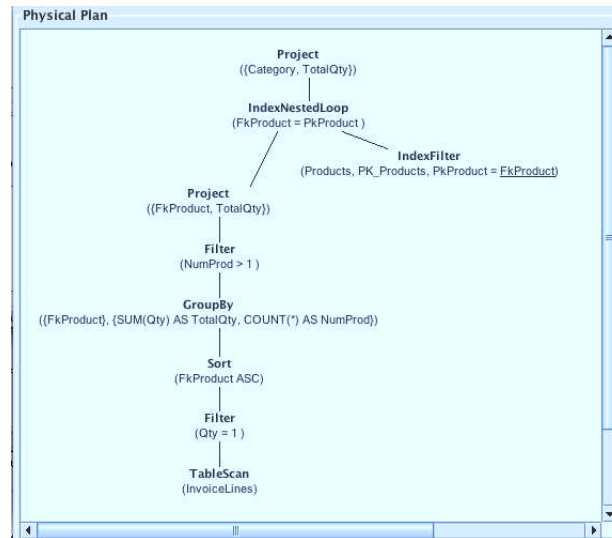 Physical Plan
Project
({Category, TotalQty})
IndexNestedLoop
(FkProduct = PkProduct )
IndexFilter
(Products, PK_Products, PkProduct = FkProduct)
Project
({FkProduct, TotalQty})
Filter
(NumProd > 1 )
GroupBy
({FkProduct}, {SUM(Qty) AS TotalQty, COUNT(*) AS NumProd})
Sort
(FkProduct ASC)
Filter
(Qty = 1 )
TableScan
(InvoiceLines)